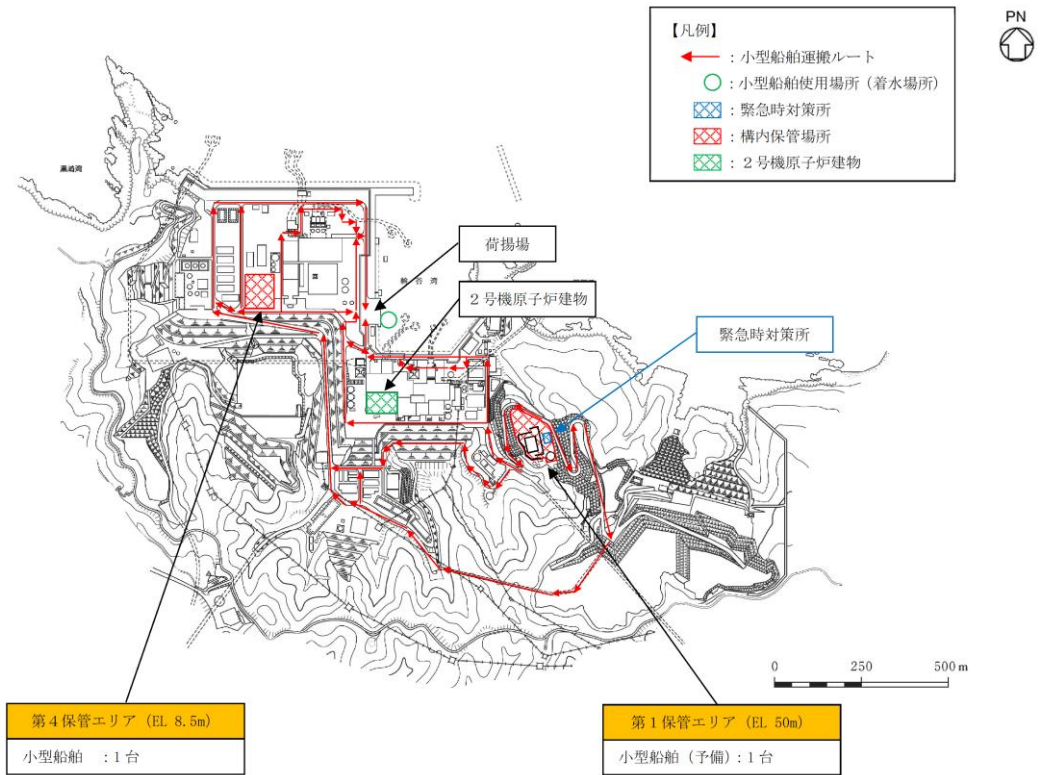 PN
【凡例】
：小型船舶運搬ルート
：小型船舶使用場所（着水場所）
：緊急時対策所
：構内保管場所
：２号機原子炉建物
荷揚場
輪谷湾
２号機原子炉建物
緊急時対策所
0 250 500 m
第４保管エリア（EL 8.5m）
小型船舶 ：1 台
第１保管エリア（EL 50m）
小型船舶（予備）：1 台